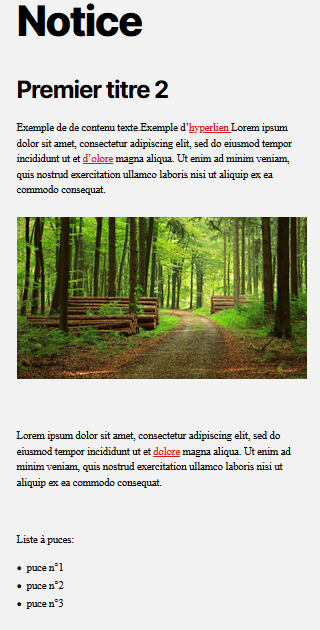 Notice
Premier titre 2
Exemple de de contenu texte.Exemple d'hyperlien Lorem ipsum
dolor sit amet, consectetur adipiscing elit, sed do eiusmod tempor
incididunt ut et d'olore magna aliqua. Ut enim ad minim veniam,
quis nostrud exercitation ullamco laboris nisi ut aliquip ex ea
commodo consequat.
Lorem ipsum dolor sit amet, consectetur adipiscing elit, sed do
eiusmod tempor incididunt ut et dolore magna aliqua. Ut enim ad
minim veniam, quis nostrud exercitation ullamco laboris nisi ut
aliquip ex ea commodo consequat.
Liste à puces:
• puce n°1
• puce n°2
• puce n°3